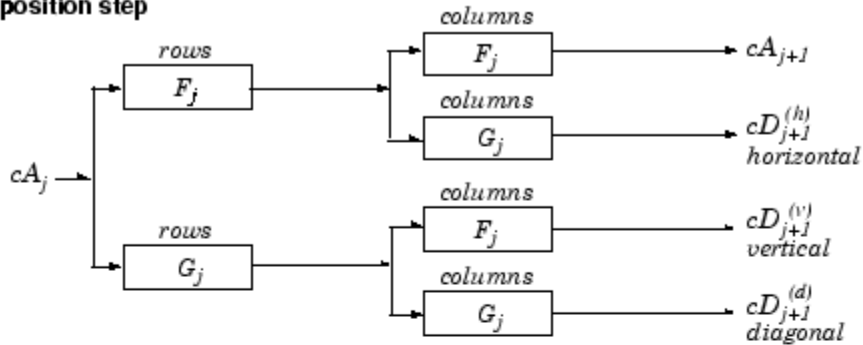 position step
columns
rows
F_j
cA_{j+1}
F_j
columns
G_j
cD_{j+1}^{(h)}
horizontal
cA_j
columns
rows
F_j
cD_{j+1}^{(v)}
vertical
G_j
columns
G_j
cD_{j+1}^{(d)}
diagonal